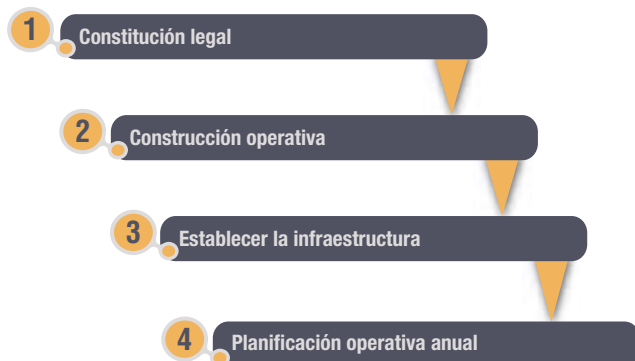 1 Constitución legal
2 Construcción operativa
3 Establecer la infraestructura
4 Planificación operativa anual